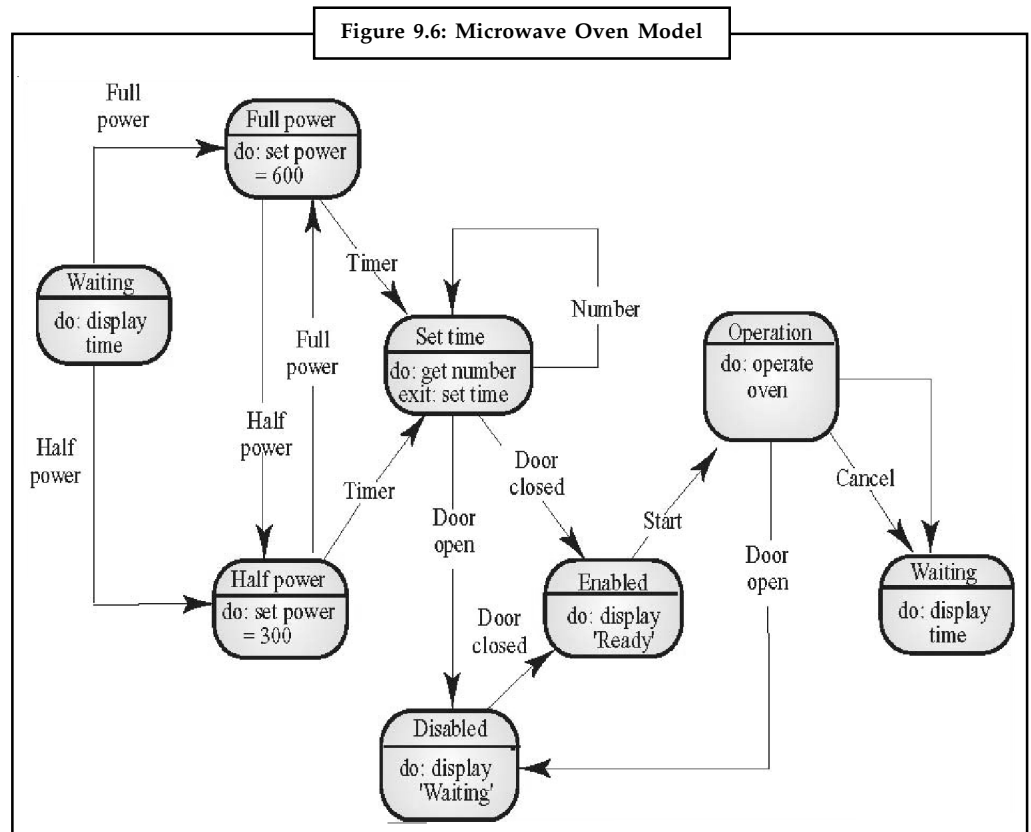 Figure 9.6: Microwave Oven Model
Full
power
Full power
do: set power
= 600
Timer
Number
Waiting
do: display
time
Full
power
Set time
do: get number
exit: set time
Operation
do: operate
oven
Half
power
Half
power
Timer
Door
open
Door
closed
Start
Cancel
Door
open
Half power
do: set power
= 300
Enabled
do: display
'Ready'
Waiting
do: display
time
Door
closed
Disabled
do: display
'Waiting'